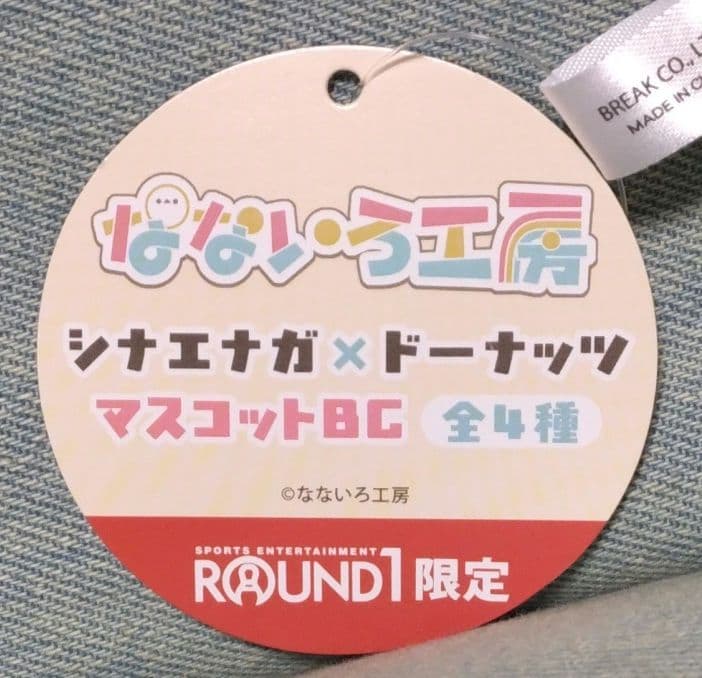 なないろ工房
シナエナガ×ドーナッツ
マスコットBC 全4種
©なないろ工房
SPORTS ENTERTAINMENT
ROUND1限定
BREAK CO., LT
MADE IN C